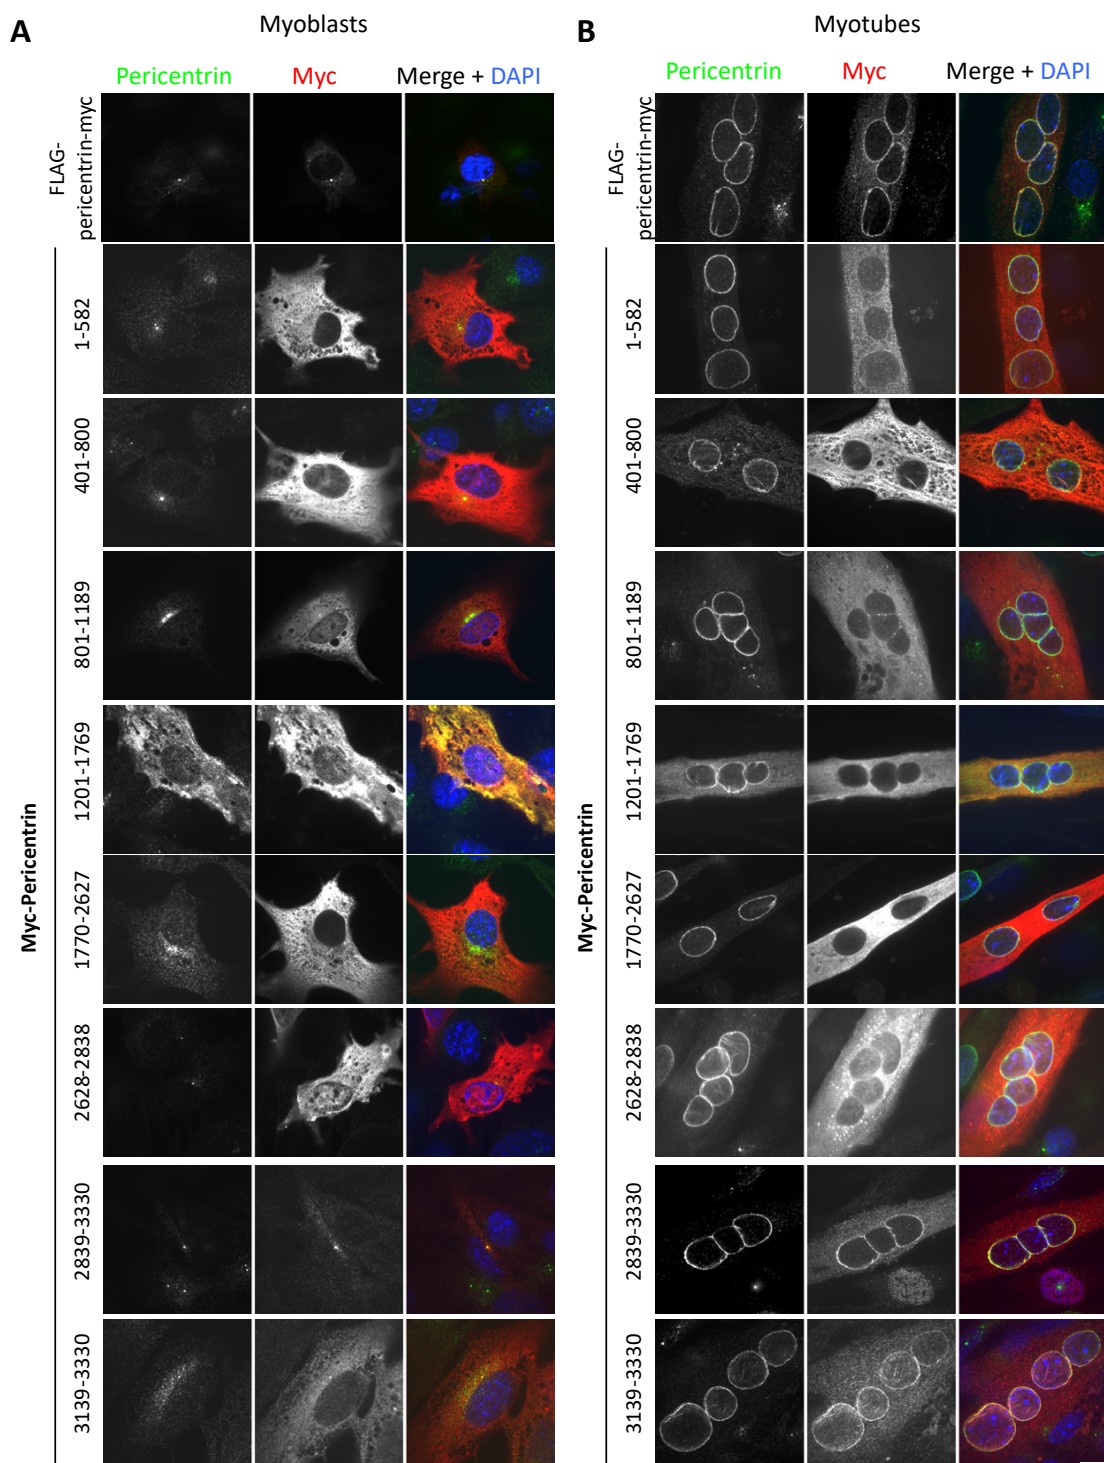 A
Myoblasts
Pericentrin
Myc
Merge + DAPI
FLAG-
pericentrin-myc
Myc-Pericentrin
1-582
401-800
801-1189
1201-1769
1770-2627
2628-2838
2839-3330
3139-3330
B
Myotubes
Pericentrin
Myc
Merge + DAPI
FLAG-
pericentrin-myc
Myc-Pericentrin
1-582
401-800
801-1189
1201-1769
1770-2627
2628-2838
2839-3330
3139-3330